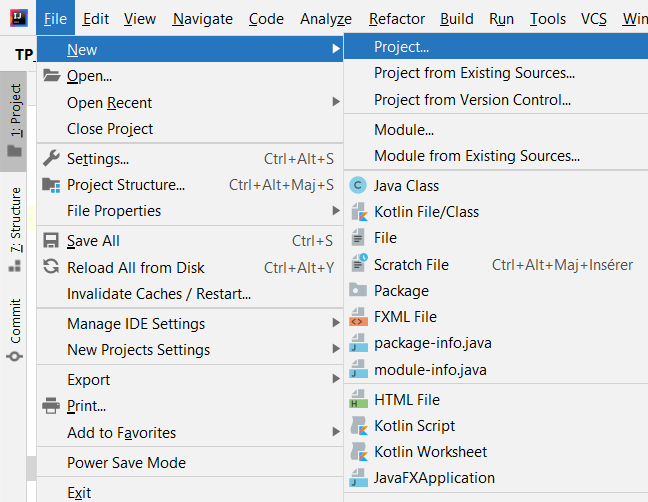 File Edit View Navigate Code Analyze Refactor Build Run Tools VCS Win
TP_
1: Project
7: Structure
Commit
New
Open...
Open Recent
Close Project
Settings... Ctrl+Alt+S
Project Structure... Ctrl+Alt+Maj+S
File Properties
Save All Ctrl+S
Reload All from Disk Ctrl+Alt+Y
Invalidate Caches / Restart...
Manage IDE Settings
New Projects Settings
Export
Print...
Add to Favorites
Power Save Mode
Exit
Project...
Project from Existing Sources...
Project from Version Control...
Module...
Module from Existing Sources...
Java Class
Kotlin File/Class
File
Scratch File Ctrl+Alt+Maj+Insérer
Package
FXML File
package-info.java
module-info.java
HTML File
Kotlin Script
Kotlin Worksheet
JavaFXApplication